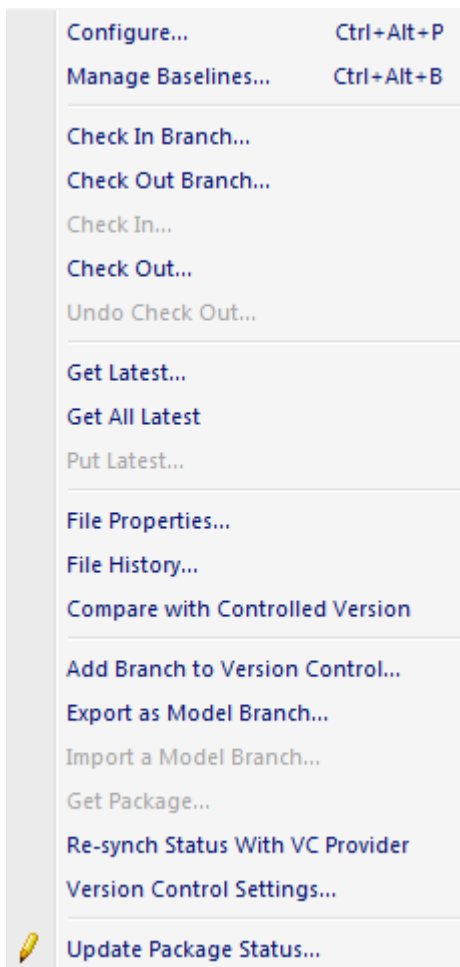 Configure... Ctrl+Alt+P
Manage Baselines... Ctrl+Alt+B
Check In Branch...
Check Out Branch...
Check In...
Check Out...
Undo Check Out...
Get Latest...
Get All Latest
Put Latest...
File Properties...
File History...
Compare with Controlled Version
Add Branch to Version Control...
Export as Model Branch...
Import a Model Branch...
Get Package...
Re-synch Status With VC Provider
Version Control Settings...
Update Package Status...